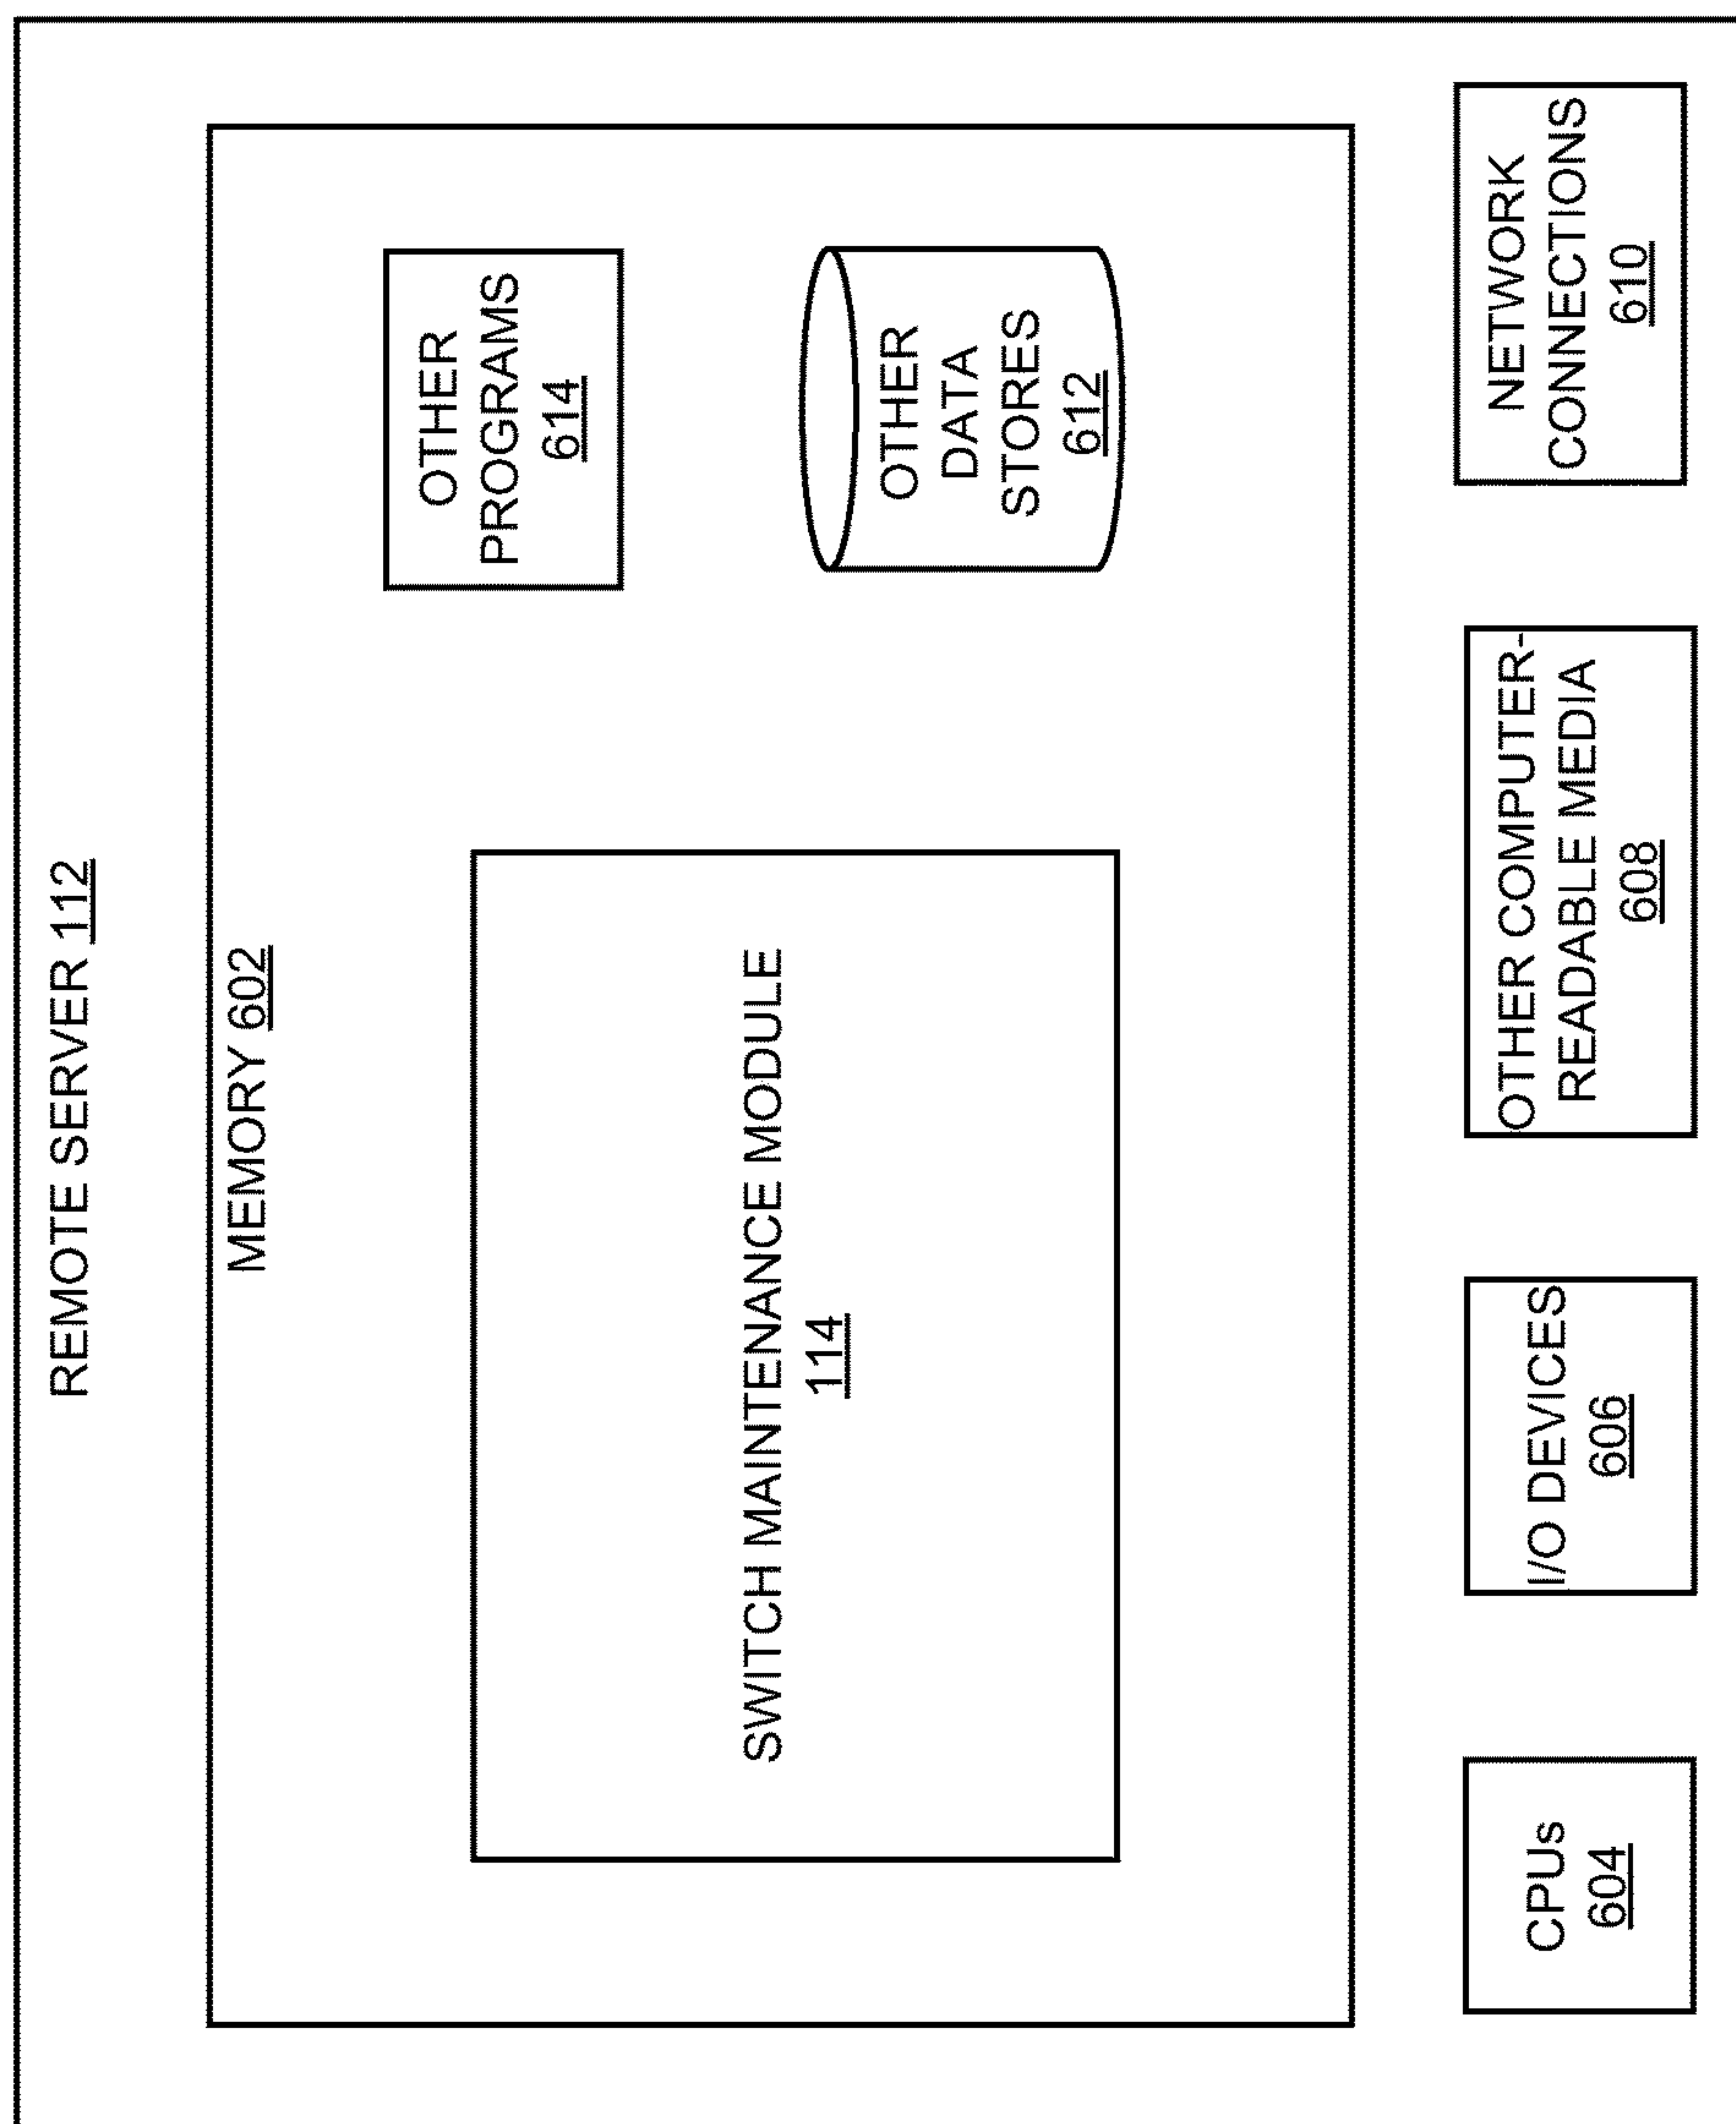 REMOTE SERVER 112
MEMORY 602
SWITCH MAINTENANCE MODULE
114
OTHER
PROGRAMS
614
OTHER
DATA
STORES
612
CPUs
604
I/O DEVICES
606
OTHER COMPUTER-
READABLE MEDIA
608
NETWORK
CONNECTIONS
610